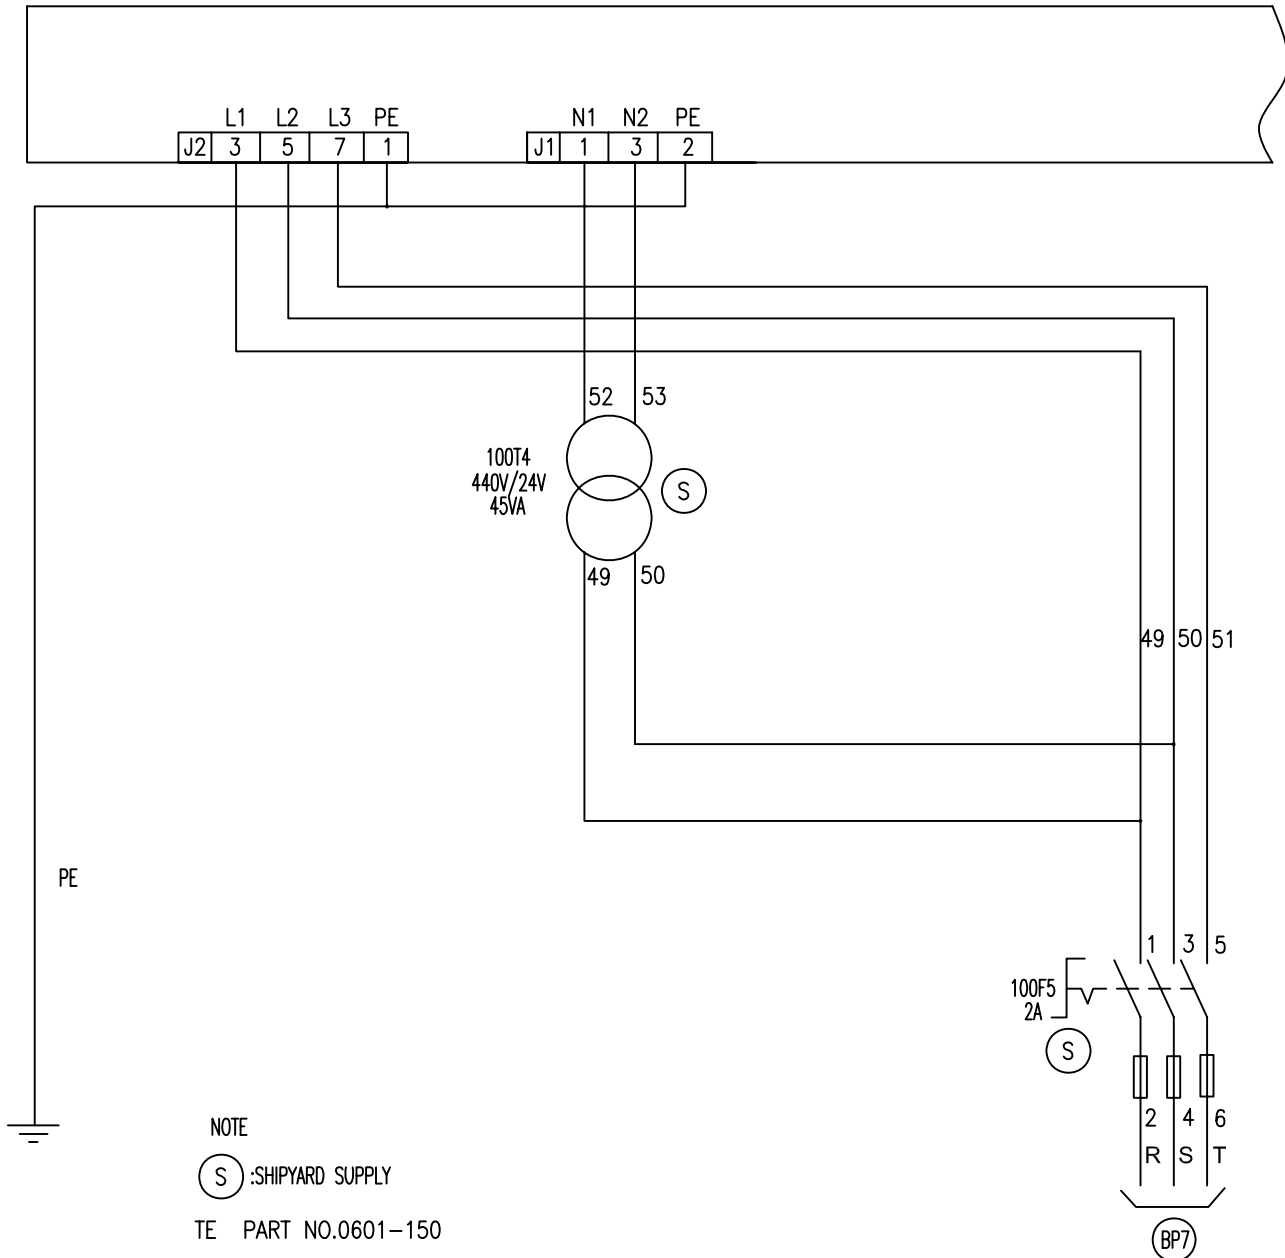 L1 L2 L3 PE N1 N2 PE
J2 3 5 7 1 J1 1 3 2
52 53
100T4
440V/24V
45VA
S
49 50
49 50 51
PE
1 3 5
100F5
2A
S
2 4 6
R S T
BP7
NOTE
S :SHIPYARD SUPPLY
TE PART NO.0601-150